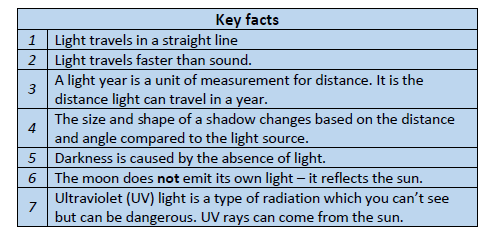 Key facts
1 Light travels in a straight line
2 Light travels faster than sound.
3 A light year is a unit of measurement for distance. It is the
distance light can travel in a year.
4 The size and shape of a shadow changes based on the distance
and angle compared to the light source.
5 Darkness is caused by the absence of light.
6 The moon does not emit its own light – it reflects the sun.
7 Ultraviolet (UV) light is a type of radiation which you can't see
but can be dangerous. UV rays can come from the sun.